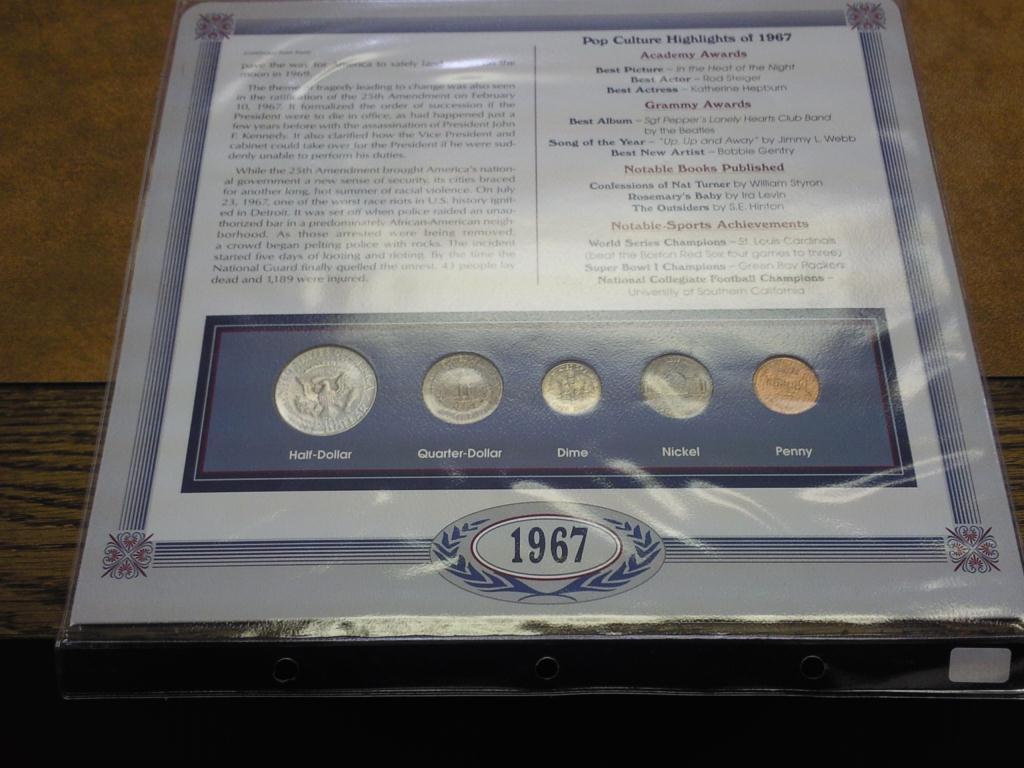 pave the way for America to safely land the
moon in 1969.
The theme of tragedy leading to change was also seen
in the ratification of the 25th Amendment on February
10, 1967. It formalized the order of succession if the
President were to die in office, as had happened just a
few years before with the assassination of President John
F. Kennedy. It also clarified how the Vice President and
cabinet could take over for the President if he were sud-
denly unable to perform his duties.
While the 25th Amendment brought America's nation-
al government a new sense of security, its cities braced
for another long, hot summer of racial violence. On July
23, 1967, one of the worst race riots in U.S. history ignit-
ed in Detroit. It was set off when police raided an unau-
thorized bar in a predominately African-American neigh-
borhood. As those arrested were being removed,
a crowd began pelting police with rocks. The incident
started five days of looting and rioting. By the time the
National Guard finally quelled the unrest, 43 people lay
dead and 1,189 were injured.
Pop Culture Highlights of 1967
Academy Awards
Best Picture – In the Heat of the Night
Best Actor – Rod Steiger
Best Actress – Katherine Hepburn
Grammy Awards
Best Album – Sgt Pepper's Lonely Hearts Club Band
by the Beatles
Song of the Year – "Up, Up and Away" by Jimmy L. Webb
Best New Artist – Bobbie Gentry
Notable Books Published
Confessions of Nat Turner by William Styron
Rosemary's Baby by Ira Levin
The Outsiders by S.E. Hinton
Notable Sports Achievements
World Series Champions – St. Louis Cardinals
(beat the Boston Red Sox four games to three)
Super Bowl I Champions – Green Bay Packers
National Collegiate Football Champions –
University of Southern California
Half-Dollar
Quarter-Dollar
Dime
Nickel
Penny
1967